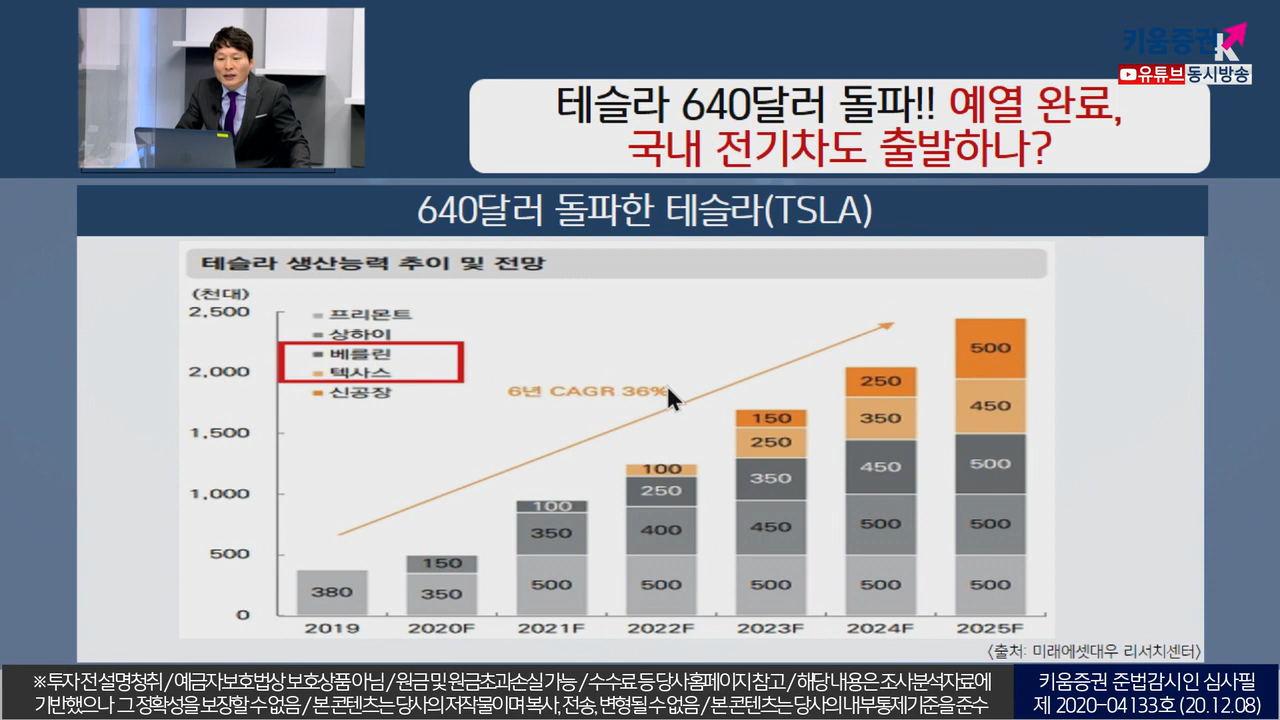 키움증권
유튜브 동시방송
테슬라 640달러 돌파!! 예열 완료,
국내 전기차도 출발하나?
640달러 돌파한 테슬라(TSLA)
테슬라 생산능력 추이 및 전망
(천대)
2,500
2,000
1,500
1,000
500
0
프리몬트
상하이
베를린
텍사스
신공장
6년 CAGR 36%
380
150
350
100
350
500
100
250
400
500
150
250
350
450
500
250
350
450
500
500
500
450
500
500
500
2019 2020F 2021F 2022F 2023F 2024F 2025F
<출처: 미래에셋대우 리서치센터>
※ 투자 전 설명청취 / 예금자보호법상 보호상품 아님 / 원금 및 원금초과손실 가능 / 수수료 등 당사홈페이지 참고 / 해당 내용은 조사분석자료에
기반했으나 그 정확성을 보장할 수 없음 / 본 콘텐츠는 당사의 저작물이며 복사, 전송, 변형될 수 없음 / 본 콘텐츠는 당사의 내부통제기준을 준수
키움증권 준법감시인 심사필
제 2020-04133호 (20.12.08)